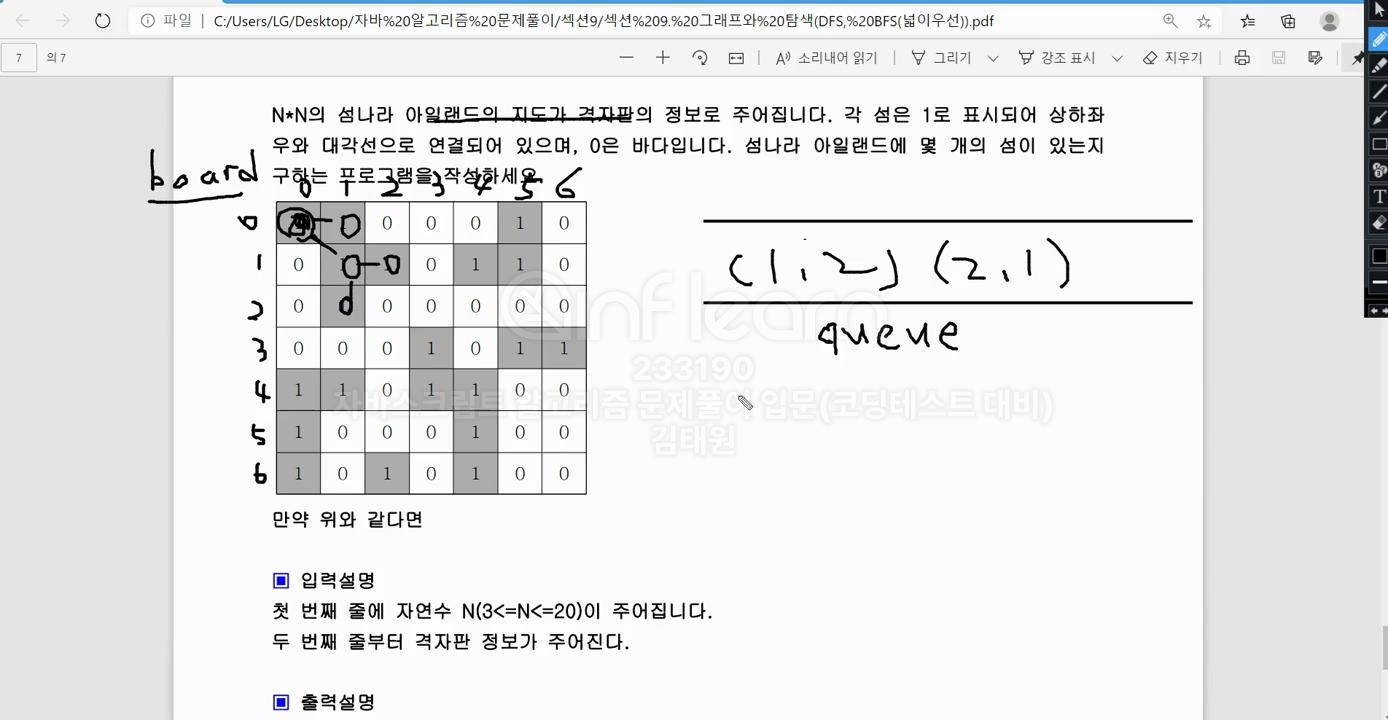 파일 C:/Users/LG/Desktop/자바%20알고리즘%20문제풀이/섹션9/섹션%209.%20그래프와%20탐색(DFS,%20BFS(넓이우선)).pdf
7 의 7 소리내어 읽기 그리기 강조 표시 지우기
N*N의 섬나라 아일랜드의 지도가 격자판의 정보로 주어집니다. 각 섬은 1로 표시되어 상하좌
우와 대각선으로 연결되어 있으며, 0은 바다입니다. 섬나라 아일랜드에 몇 개의 섬이 있는지
구하는 프로그램을 작성하세요
board
0 1 2 3 4 5 6
0 0 0 0 0 1 0
1 0 0 0 0 1 1 0
2 0 0 0 0 0 0 0
3 0 0 0 1 0 1 1
4 1 1 0 1 1 0 0
5 1 0 0 0 1 0 0
6 1 0 1 0 1 0 0
(1,2) (2,1)
queue
inflearn
233190
자바스크립트 알고리즘 문제풀이 입문(코딩테스트 대비)
김태원
만약 위와 같다면
▣ 입력설명
첫 번째 줄에 자연수 N(3<=N<=20)이 주어집니다.
두 번째 줄부터 격자판 정보가 주어진다.
▣ 출력설명